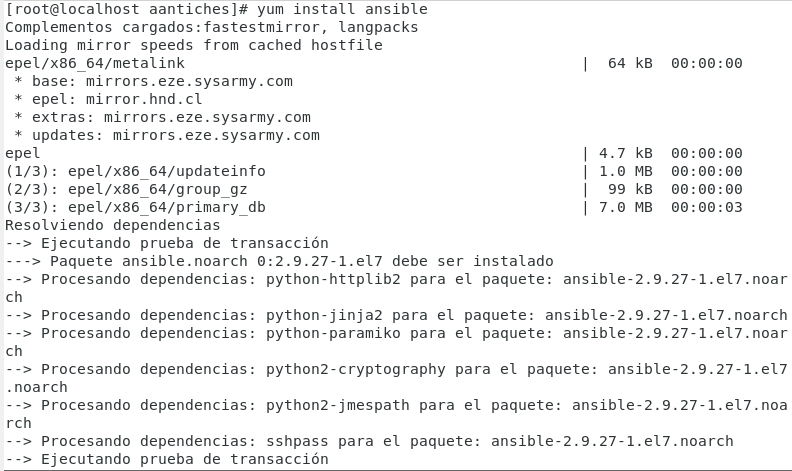 [root@localhost aantiches]# yum install ansible
Complementos cargados:fastestmirror, langpacks
Loading mirror speeds from cached hostfile
epel/x86_64/metalink | 64 kB 00:00:00
* base: mirrors.eze.sysarmy.com
* epel: mirror.hnd.cl
* extras: mirrors.eze.sysarmy.com
* updates: mirrors.eze.sysarmy.com
epel | 4.7 kB 00:00:00
(1/3): epel/x86_64/updateinfo | 1.0 MB 00:00:00
(2/3): epel/x86_64/group_gz | 99 kB 00:00:00
(3/3): epel/x86_64/primary_db | 7.0 MB 00:00:03
Resolviendo dependencias
--> Ejecutando prueba de transacción
---> Paquete ansible.noarch 0:2.9.27-1.el7 debe ser instalado
--> Procesando dependencias: python-httplib2 para el paquete: ansible-2.9.27-1.el7.noar
ch
--> Procesando dependencias: python-jinja2 para el paquete: ansible-2.9.27-1.el7.noarch
--> Procesando dependencias: python-paramiko para el paquete: ansible-2.9.27-1.el7.noar
ch
--> Procesando dependencias: python2-cryptography para el paquete: ansible-2.9.27-1.el7
.noarch
--> Procesando dependencias: python2-jmespath para el paquete: ansible-2.9.27-1.el7.noa
rch
--> Procesando dependencias: sshpass para el paquete: ansible-2.9.27-1.el7.noarch
--> Ejecutando prueba de transacción